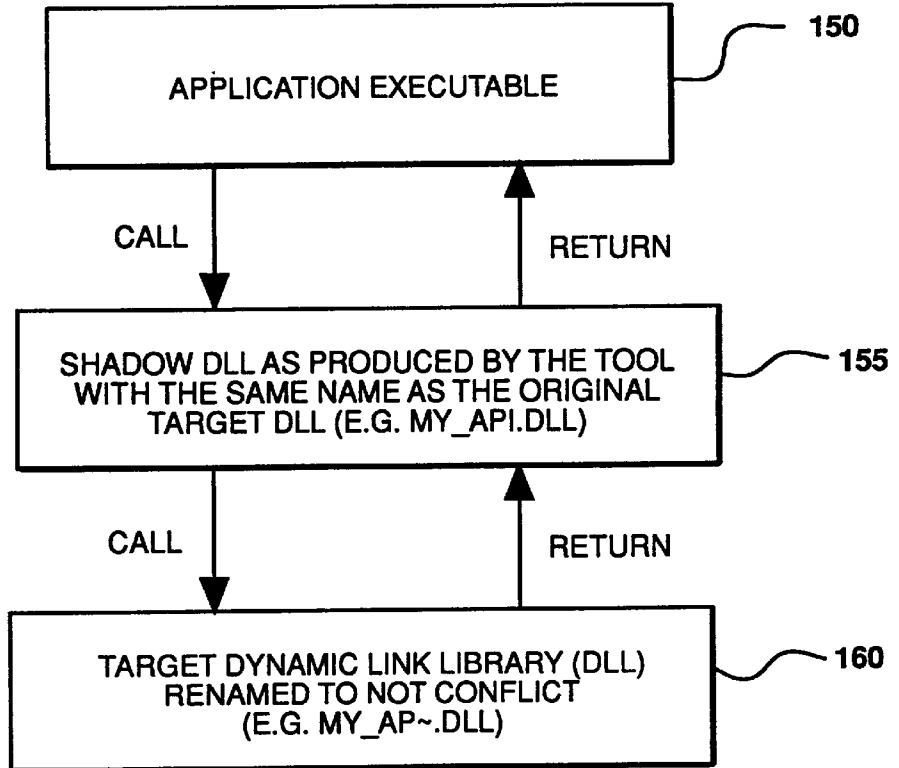 150
APPLICATION EXECUTABLE
CALL
RETURN
SHADOW DLL AS PRODUCED BY THE TOOL
WITH THE SAME NAME AS THE ORIGINAL
TARGET DLL (E.G. MY_API.DLL)
155
CALL
RETURN
TARGET DYNAMIC LINK LIBRARY (DLL)
RENAMED TO NOT CONFLICT
(E.G. MY_AP~.DLL)
160